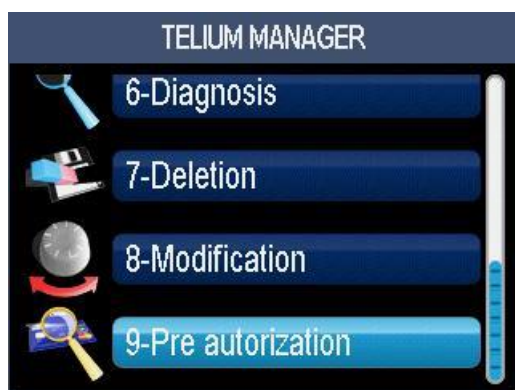 TELIUM MANAGER
6-Diagnosis
7-Deletion
8-Modification
9-Pre autorization